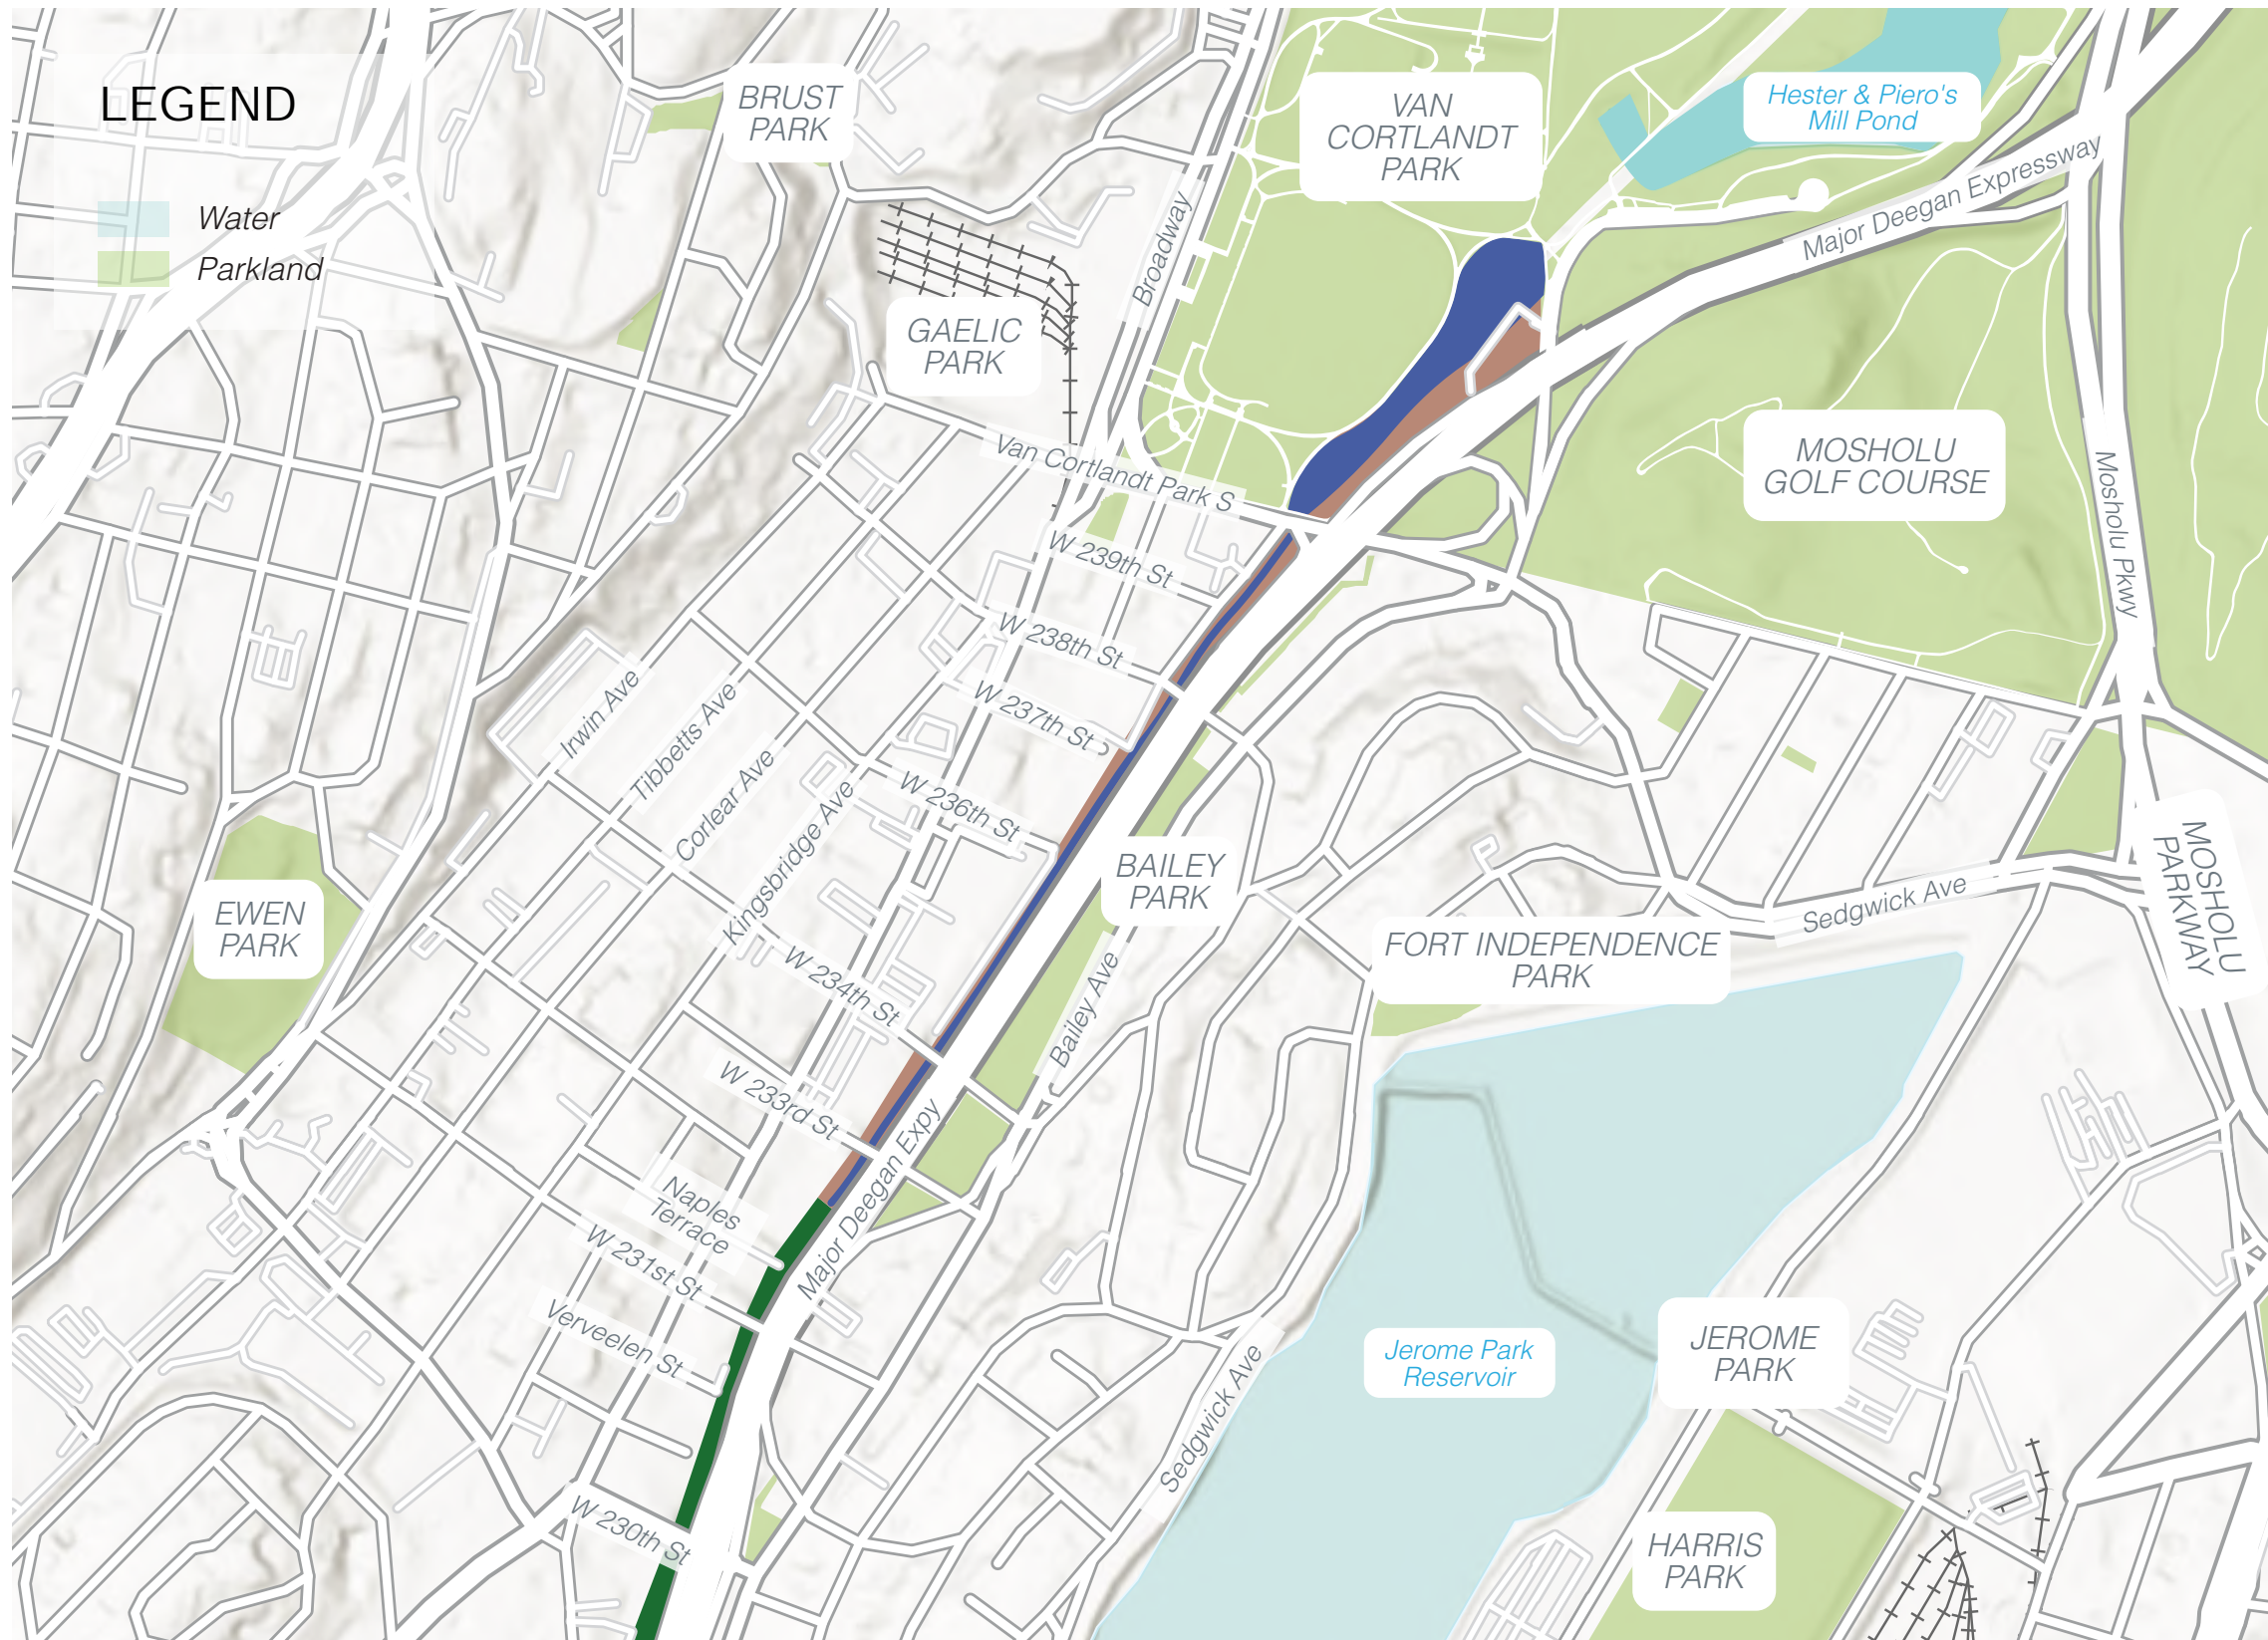 LEGEND
Water
Parkland
BRUST
PARK
VAN
CORTLANDT
PARK
Hester & Piero's
Mill Pond
Major Deegan Expressway
Broadway
GAELIC
PARK
Van Cortlandt Park S
MOSHOLU
GOLF COURSE
Mosholu Pkwy
W 239th St
W 238th St
W 237th St
Irwin Ave
Tibbetts Ave
Corlear Ave
Kingsbridge Ave
W 236th St
BAILEY
PARK
EWEN
PARK
W 234th St
Bailey Ave
FORT INDEPENDENCE
PARK
Sedgwick Ave
MOSHOLU
PARKWAY
W 233rd St
Major Deegan Expy
Naples
Terrace
W 231st St
Verveelen St
Sedgwick Ave
Jerome Park
Reservoir
JEROME
PARK
W 230th St
HARRIS
PARK